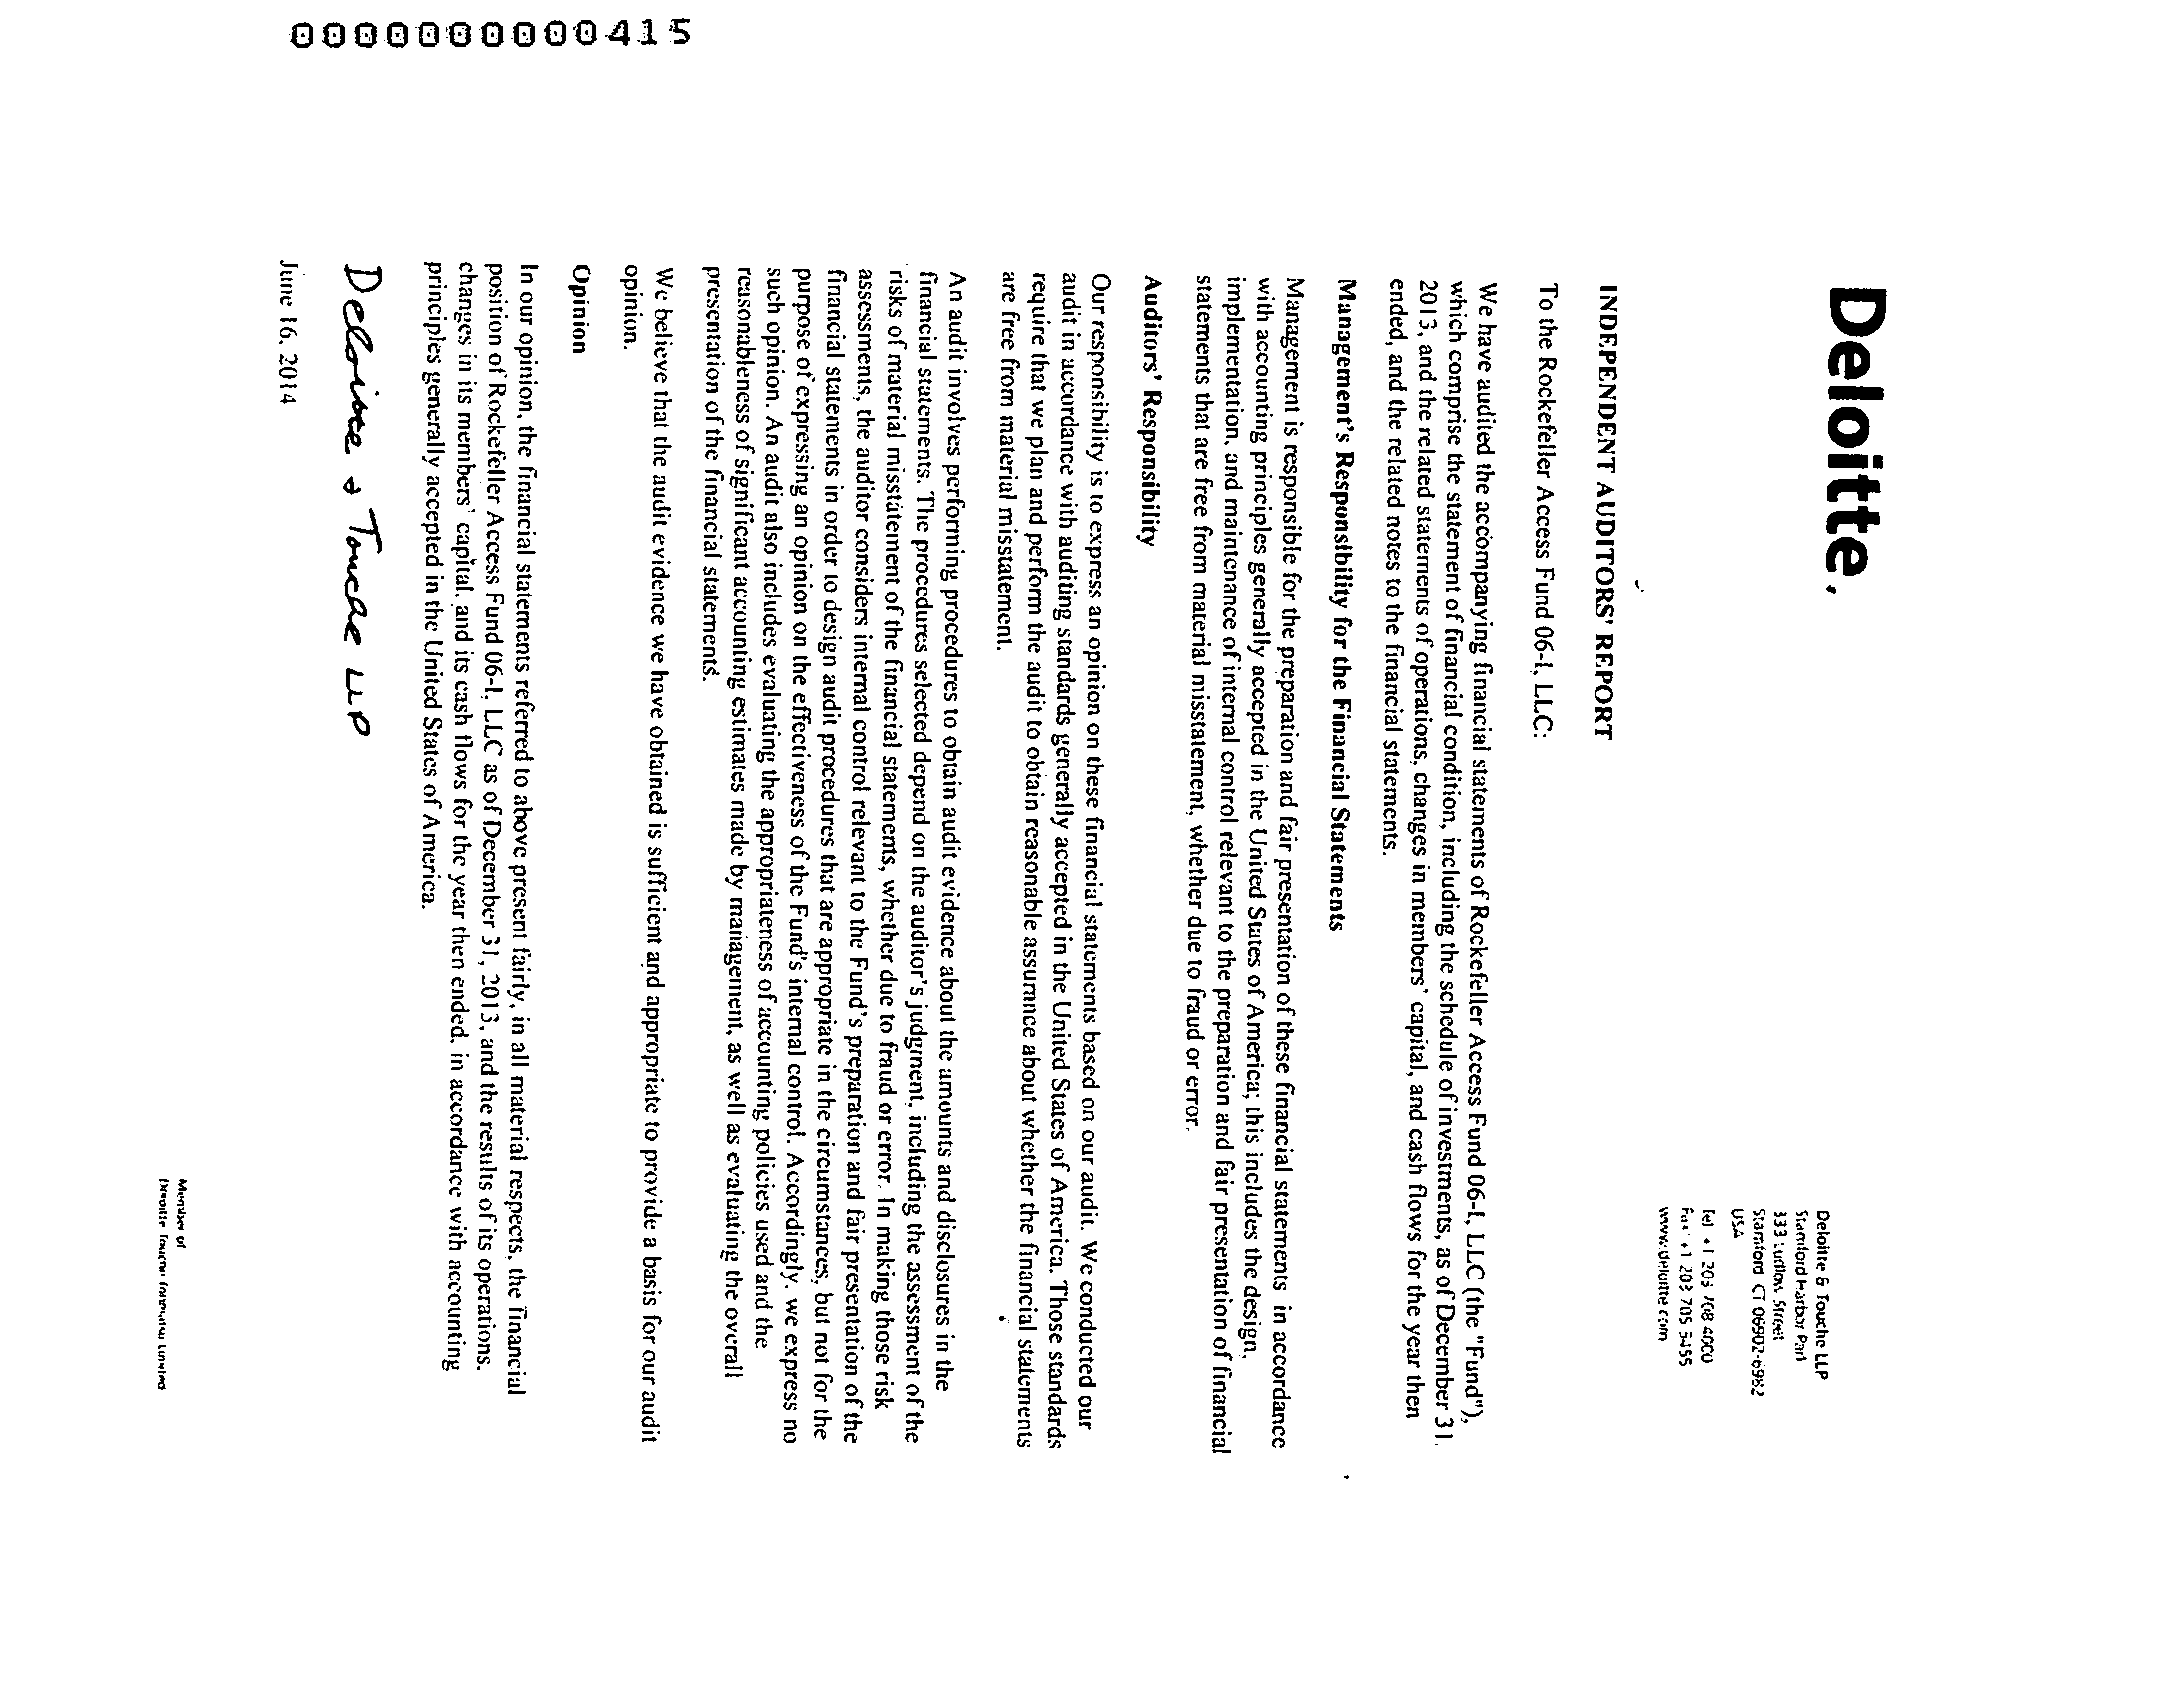 0000000000415
Deloitte.
Deloitte & Touche LLP
Stamford Harbor Park
333 Ludlow Street
Stamford CT 06902-6982
USA
Tel +1 203 708 4000
Fax +1 203 705 5455
www.deloitte.com
INDEPENDENT AUDITORS' REPORT
To the Rockefeller Access Fund 06-I, LLC:
We have audited the accompanying financial statements of Rockefeller Access Fund 06-I, LLC (the "Fund"),
which comprise the statement of financial condition, including the schedule of investments, as of December 31,
2013, and the related statements of operations, changes in members' capital, and cash flows for the year then
ended, and the related notes to the financial statements.
Management's Responsibility for the Financial Statements
Management is responsible for the preparation and fair presentation of these financial statements in accordance
with accounting principles generally accepted in the United States of America; this includes the design,
implementation, and maintenance of internal control relevant to the preparation and fair presentation of financial
statements that are free from material misstatement, whether due to fraud or error.
Auditors' Responsibility
Our responsibility is to express an opinion on these financial statements based on our audit. We conducted our
audit in accordance with auditing standards generally accepted in the United States of America. Those standards
require that we plan and perform the audit to obtain reasonable assurance about whether the financial statements
are free from material misstatement.
An audit involves performing procedures to obtain audit evidence about the amounts and disclosures in the
financial statements. The procedures selected depend on the auditor's judgment, including the assessment of the
risks of material misstatement of the financial statements, whether due to fraud or error. In making those risk
assessments, the auditor considers internal control relevant to the Fund's preparation and fair presentation of the
financial statements in order to design audit procedures that are appropriate in the circumstances, but not for the
purpose of expressing an opinion on the effectiveness of the Fund's internal control. Accordingly, we express no
such opinion. An audit also includes evaluating the appropriateness of accounting policies used and the
reasonableness of significant accounting estimates made by management, as well as evaluating the overall
presentation of the financial statements.
We believe that the audit evidence we have obtained is sufficient and appropriate to provide a basis for our audit
opinion.
Opinion
In our opinion, the financial statements referred to above present fairly, in all material respects, the financial
position of Rockefeller Access Fund 06-I, LLC as of December 31, 2013, and the results of its operations,
changes in its members' capital, and its cash flows for the year then ended, in accordance with accounting
principles generally accepted in the United States of America.
Deloitte & Touche LLP
June 16, 2014
Member of
Deloitte Touche Tohmatsu Limited